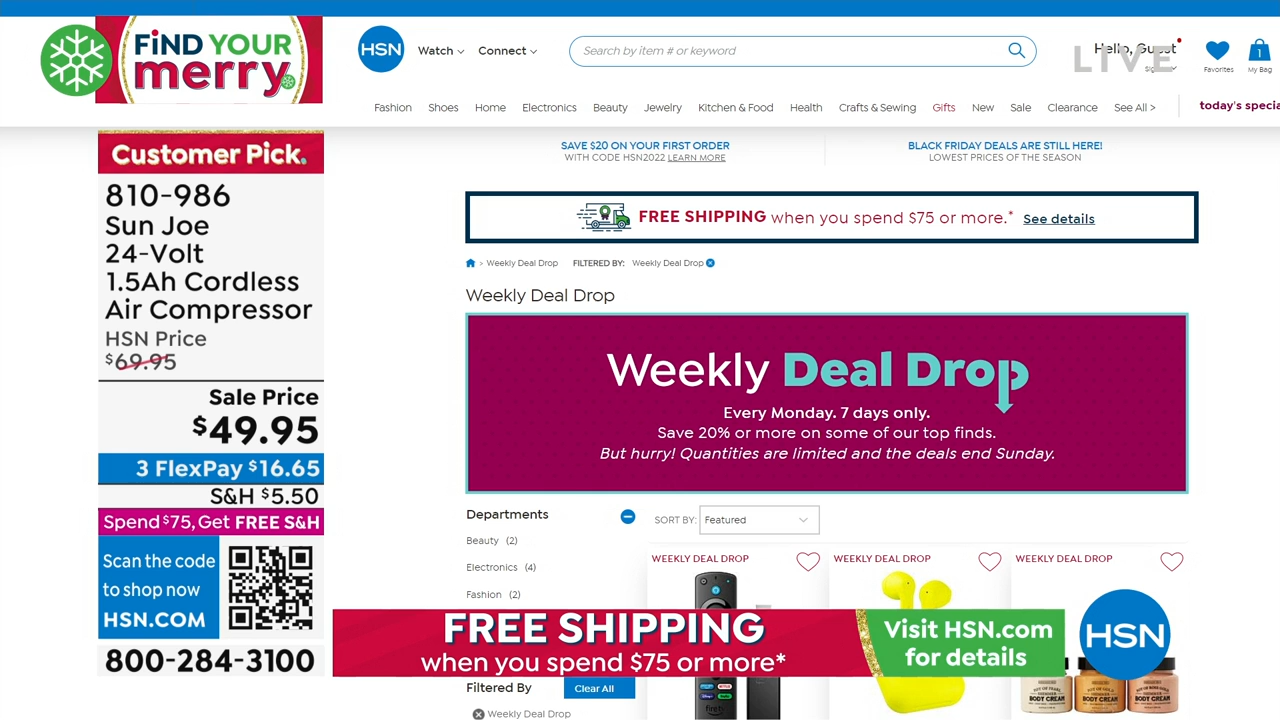 FiND YOUR
merry
HSN
Watch
Connect
Search by item # or keyword
Hello, Guest
LIVE
Favorites
1
My Bag
Fashion
Shoes
Home
Electronics
Beauty
Jewelry
Kitchen & Food
Health
Crafts & Sewing
Gifts
New
Sale
Clearance
See All >
today's specia
Customer Pick.
810-986
Sun Joe
24-Volt
1.5Ah Cordless
Air Compressor
HSN Price
$69.95
Sale Price
$49.95
3 FlexPay $16.65
S&H $5.50
Spend $75, Get FREE S&H
Scan the code
to shop now
HSN.COM
800-284-3100
SAVE $20 ON YOUR FIRST ORDER
WITH CODE HSN2022 LEARN MORE
BLACK FRIDAY DEALS ARE STILL HERE!
LOWEST PRICES OF THE SEASON
FREE SHIPPING when you spend $75 or more.* See details
> Weekly Deal Drop FILTERED BY: Weekly Deal Drop
Weekly Deal Drop
Weekly Deal Drop
Every Monday. 7 days only.
Save 20% or more on some of our top finds.
But hurry! Quantities are limited and the deals end Sunday.
Departments
Beauty (2)
Electronics (4)
Fashion (2)
SORT BY: Featured
WEEKLY DEAL DROP
WEEKLY DEAL DROP
WEEKLY DEAL DROP
FREE SHIPPING
when you spend $75 or more*
Visit HSN.com
for details
HSN
Filtered By
Clear All
Weekly Deal Drop
BODY CREAM
BODY CREAM
BODY CREAM